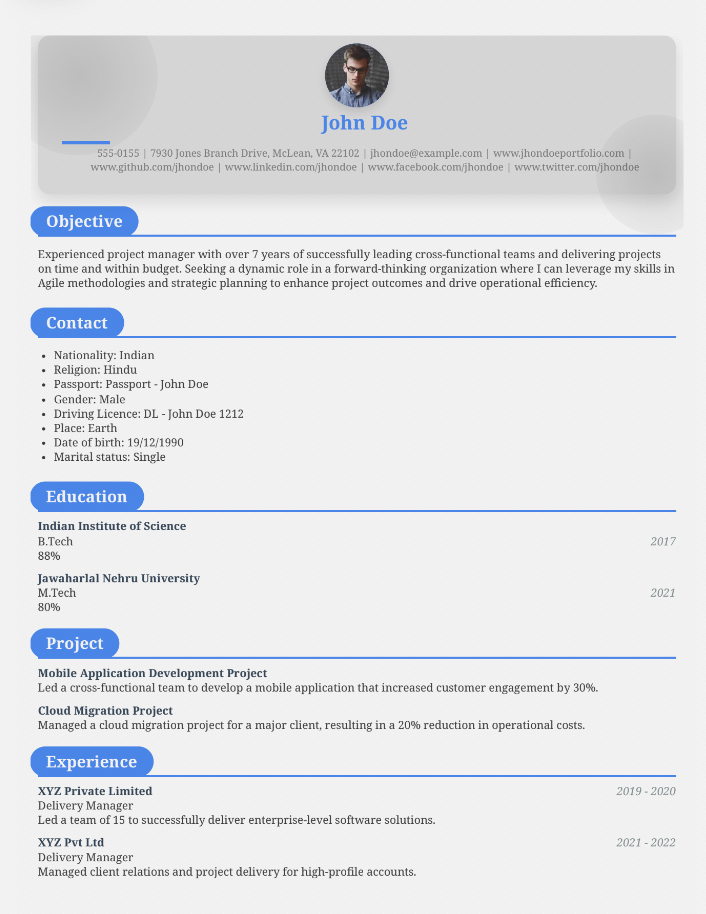 John Doe
555-0155 | 7930 Jones Branch Drive, McLean, VA 22102 | jhondoe@example.com | www.jhondoeportfolio.com |
www.github.com/jhondoe | www.linkedin.com/jhondoe | www.facebook.com/jhondoe | www.twitter.com/jhondoe
Objective
Experienced project manager with over 7 years of successfully leading cross-functional teams and delivering projects
on time and within budget. Seeking a dynamic role in a forward-thinking organization where I can leverage my skills in
Agile methodologies and strategic planning to enhance project outcomes and drive operational efficiency.
Contact
• Nationality: Indian
• Religion: Hindu
• Passport: Passport - John Doe
• Gender: Male
• Driving Licence: DL - John Doe 1212
• Place: Earth
• Date of birth: 19/12/1990
• Marital status: Single
Education
Indian Institute of Science
B.Tech 2017
88%
Jawaharlal Nehru University
M.Tech 2021
80%
Project
Mobile Application Development Project
Led a cross-functional team to develop a mobile application that increased customer engagement by 30%.
Cloud Migration Project
Managed a cloud migration project for a major client, resulting in a 20% reduction in operational costs.
Experience
XYZ Private Limited 2019 - 2020
Delivery Manager
Led a team of 15 to successfully deliver enterprise-level software solutions.
XYZ Pvt Ltd 2021 - 2022
Delivery Manager
Managed client relations and project delivery for high-profile accounts.